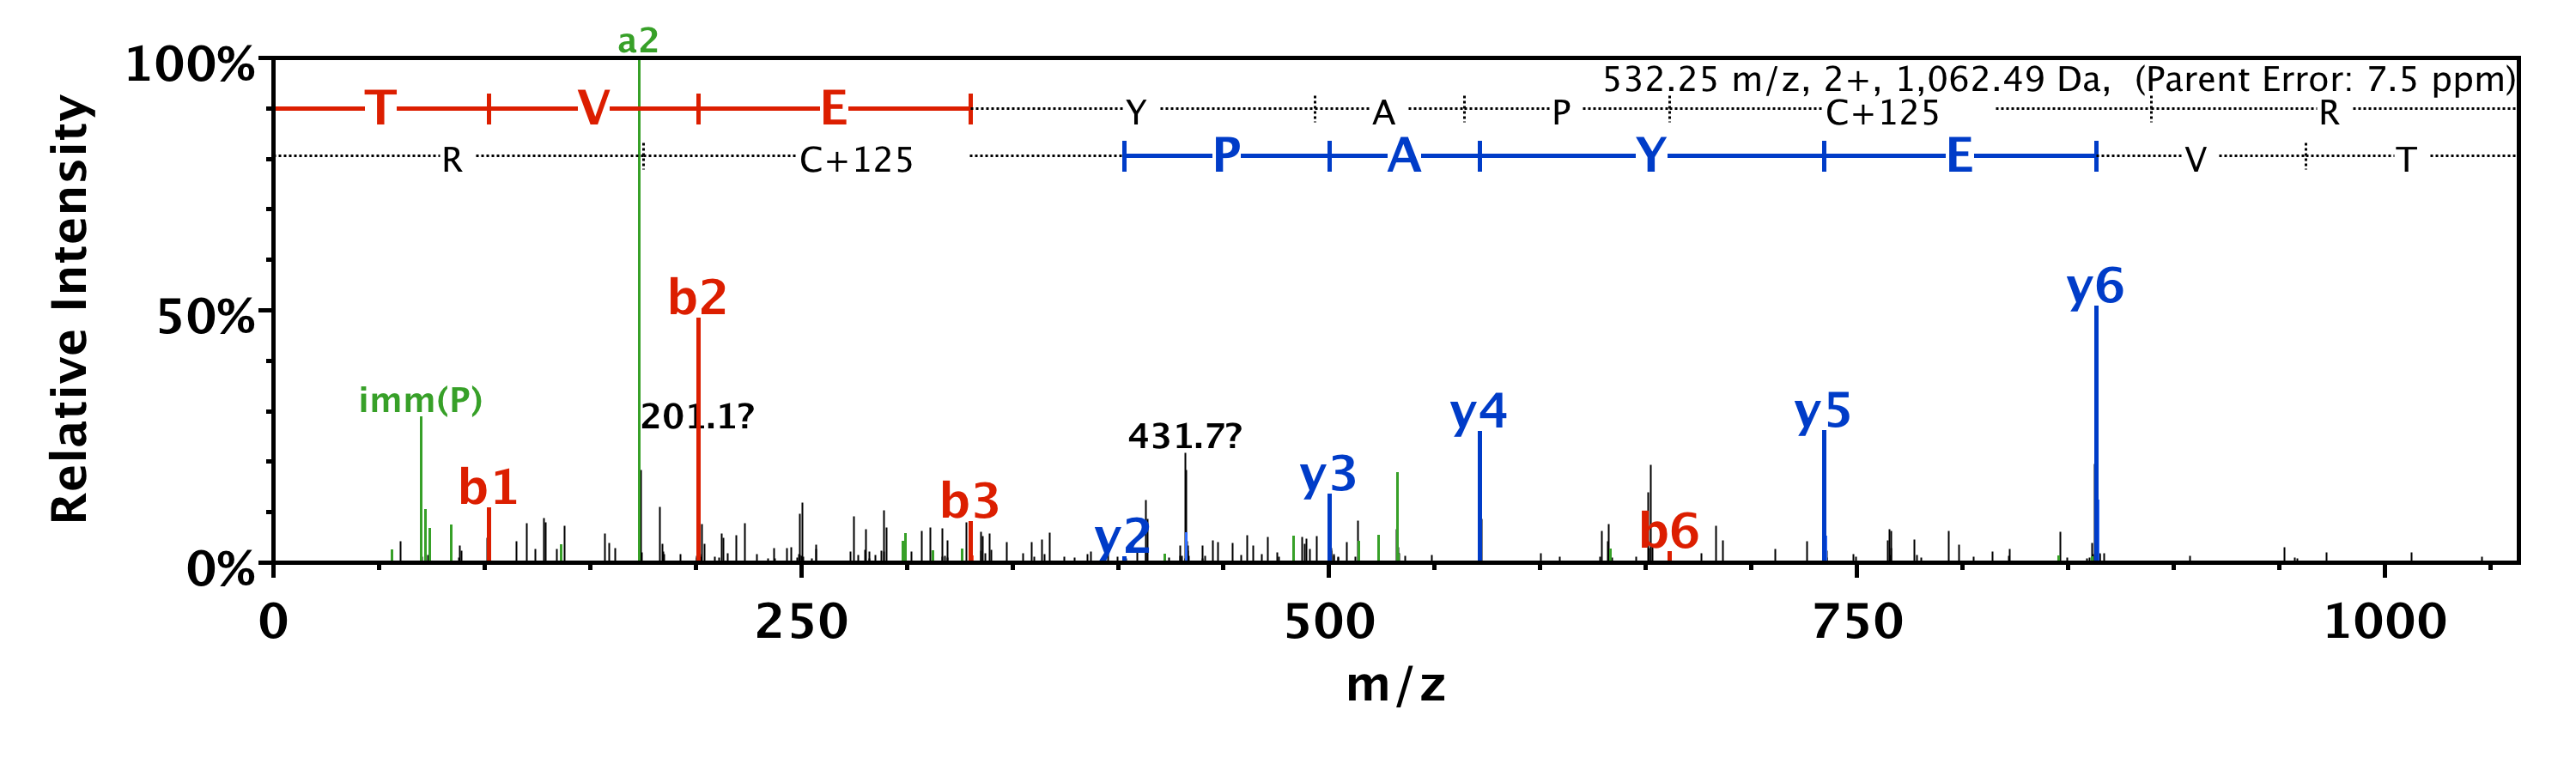 a2
100%
532.25 m/z, 2+, 1,062.49 Da, (Parent Error: 7.5 ppm)
T V E Y A P C+125 R
R C+125 P A Y E V T
Relative Intensity
50%
b2
y6
imm(P)
201.1?
431.7?
y4
y5
b1
b3
y3
y2
b6
0%
0 250 500 750 1000
m/z